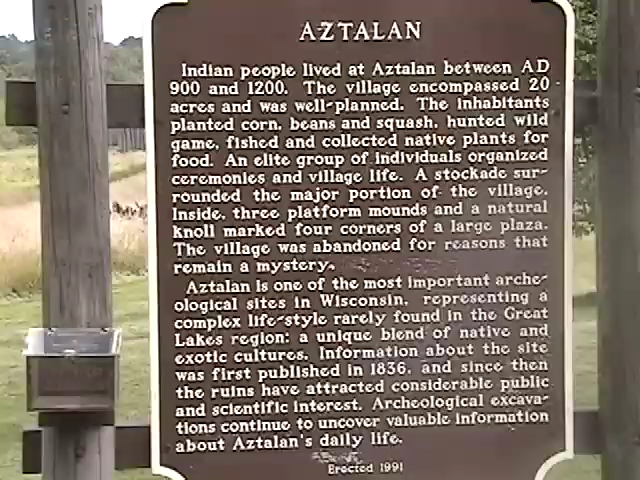 AZTALAN
Indian people lived at Aztalan between AD
900 and 1200. The village encompassed 20
acres and was well-planned. The inhabitants
planted corn, beans and squash, hunted wild
game, fished and collected native plants for
food. An elite group of individuals organized
ceremonies and village life. A stockade sur-
rounded the major portion of the village.
Inside, three platform mounds and a natural
knoll marked four corners of a large plaza.
The village was abandoned for reasons that
remain a mystery.
Aztalan is one of the most important arche-
ological sites in Wisconsin, representing a
complex life-style rarely found in the Great
Lakes region: a unique blend of native and
exotic cultures. Information about the site
was first published in 1836, and since then
the ruins have attracted considerable public
and scientific interest. Archeological excava-
tions continue to uncover valuable information
about Aztalan's daily life.
Erected 1991